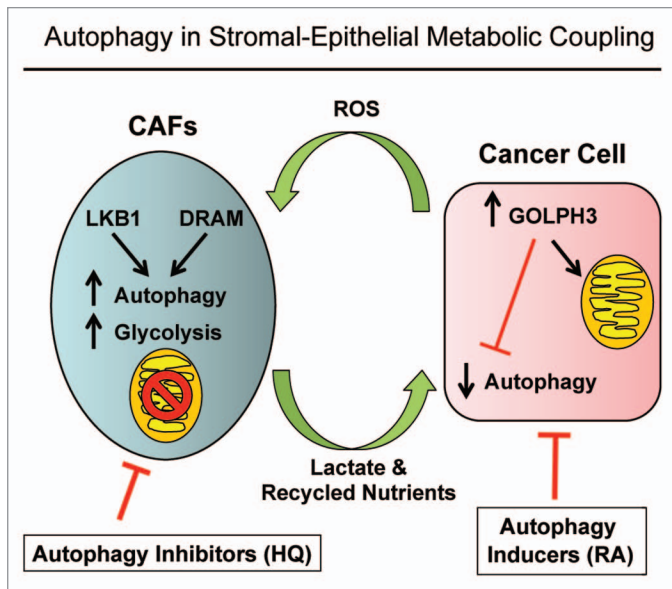 Autophagy in Stromal-Epithelial Metabolic Coupling
ROS
CAFs
LKB1 DRAM
Autophagy
Glycolysis
Cancer Cell
GOLPH3
Autophagy
Lactate &
Recycled Nutrients
Autophagy Inhibitors (HQ)
Autophagy
Inducers (RA)